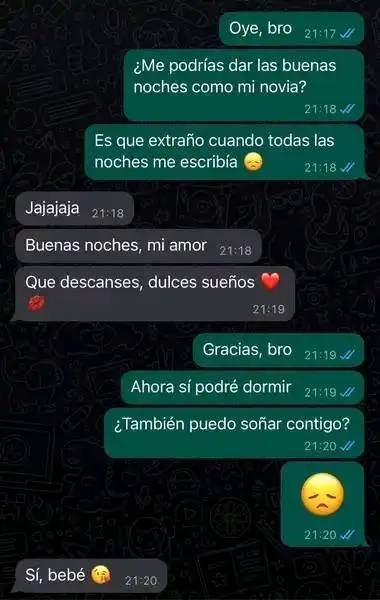 Oye, bro 21:17
¿Me podrías dar las buenas
noches como mi novia?
21:18
Es que extraño cuando todas las
noches me escribía 😞 21:18
Jajajaja 21:18
Buenas noches, mi amor 21:18
Que descanses, dulces sueños ❤️
💋 21:19
Gracias, bro 21:19
Ahora sí podré dormir 21:19
¿También puedo soñar contigo?
21:20
😞
21:20
Sí, bebé 😘 21:20